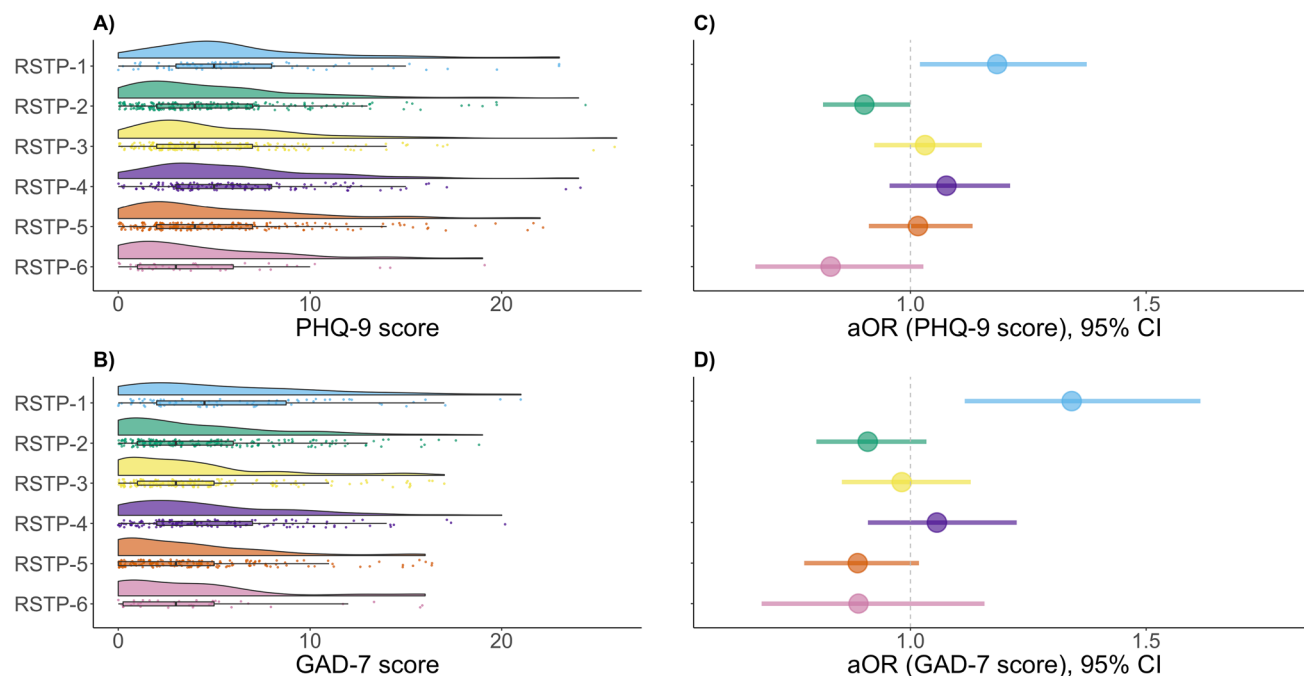 A)
RSTP-1
RSTP-2
RSTP-3
RSTP-4
RSTP-5
RSTP-6
0 10 20
PHQ-9 score
C)
1.0 1.5
aOR (PHQ-9 score), 95% CI
B)
RSTP-1
RSTP-2
RSTP-3
RSTP-4
RSTP-5
RSTP-6
0 10 20
GAD-7 score
D)
1.0 1.5
aOR (GAD-7 score), 95% CI